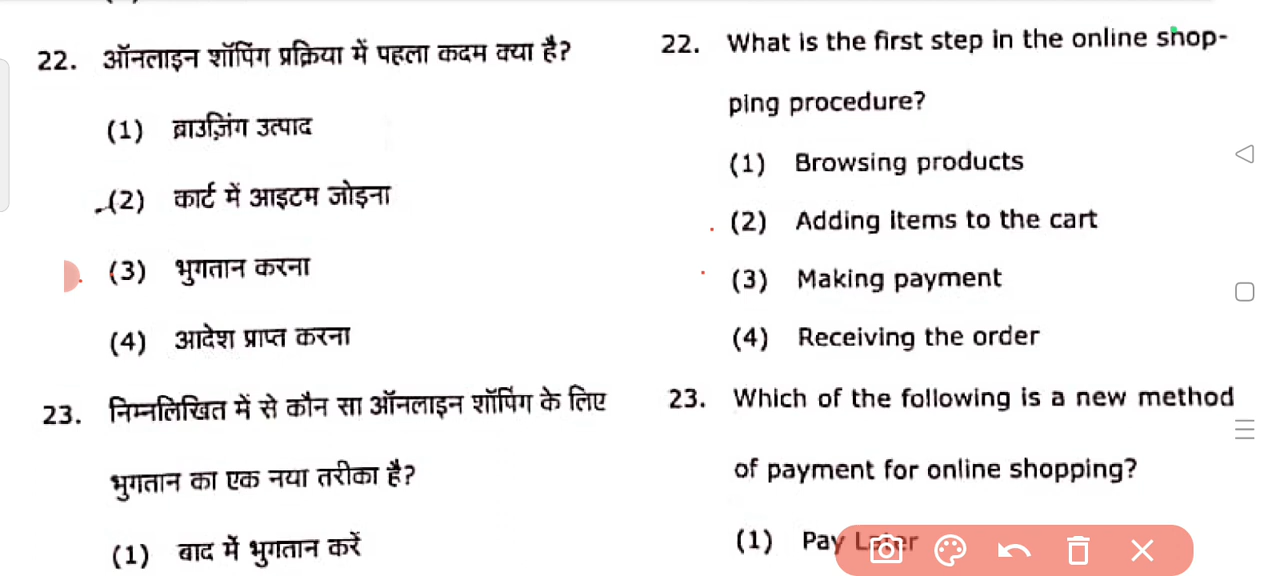 22. ऑनलाइन शॉपिंग प्रक्रिया में पहला कदम क्या है?
(1) ब्राउज़िंग उत्पाद
(2) कार्ट में आइटम जोड़ना
(3) भुगतान करना
(4) आदेश प्राप्त करना
23. निम्नलिखित में से कौन सा ऑनलाइन शॉपिंग के लिए
भुगतान का एक नया तरीका है?
(1) बाद में भुगतान करें
22. What is the first step in the online shop-
ping procedure?
(1) Browsing products
(2) Adding items to the cart
(3) Making payment
(4) Receiving the order
23. Which of the following is a new method
of payment for online shopping?
(1) Pay Later